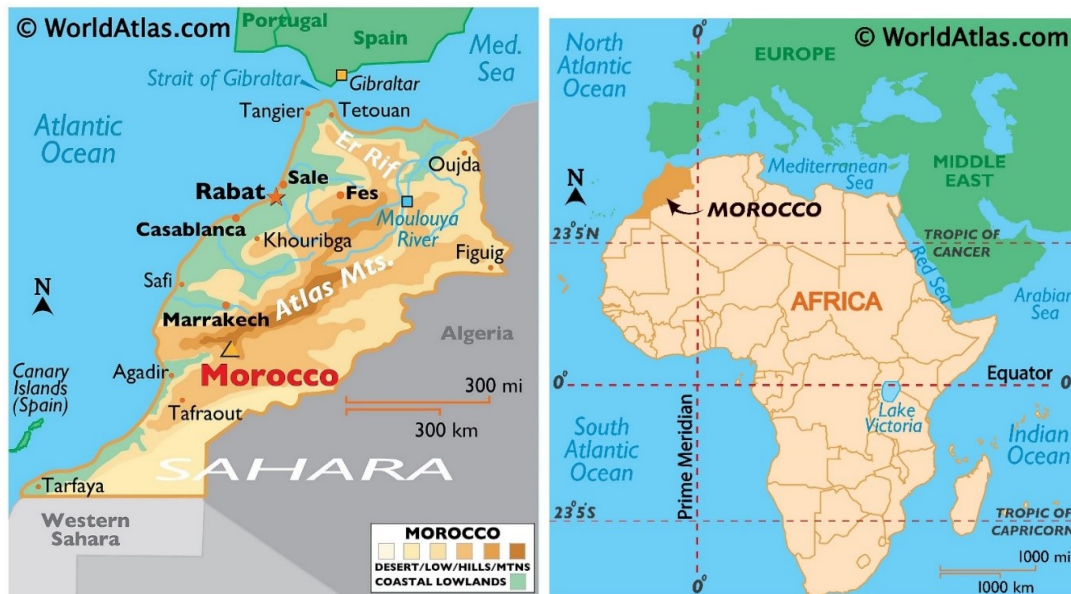 © WorldAtlas.com
Portugal
Spain
Med.
Sea
Strait of Gibraltar
Gibraltar
Tangier
Tetouan
Atlantic
Ocean
Er Rif
Oujda
Sale
Rabat
Fes
Moulouya
River
Casablanca
Khouribga
Figuig
Safi
Atlas Mts.
N
Marrakech
Algeria
Agadir
Morocco
Canary
Islands
(Spain)
300 mi
Tafraout
300 km
SAHARA
Tarfaya
Western
Sahara
MOROCCO
DESERT/LOW/HILLS/MTNS
COASTAL LOWLANDS
0°
© WorldAtlas.com
North
Atlantic
Ocean
EUROPE
Mediterranean
Sea
MIDDLE
EAST
N
MOROCCO
23°5N
TROPIC OF
CANCER
Red Sea
AFRICA
Arabian
Sea
Equator
0°
0°
Lake
Victoria
Prime Meridian
South
Atlantic
Ocean
Indian
Ocean
23°5S
TROPIC OF
CAPRICORN
1000 mi
1000 km
0°